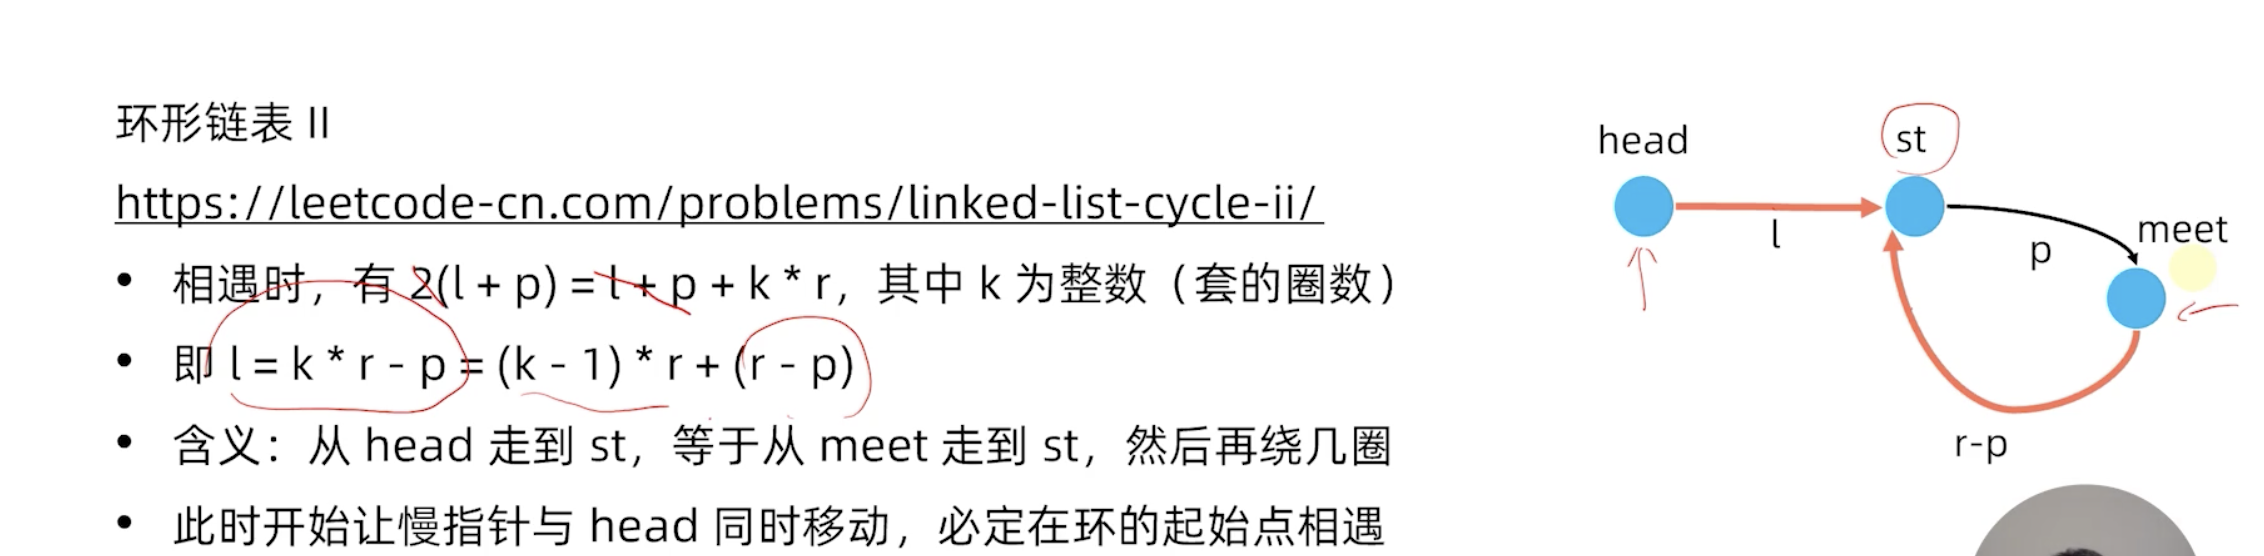 环形链表 II
https://leetcode-cn.com/problems/linked-list-cycle-ii/
• 相遇时，有 2(l + p) = l + p + k * r，其中 k 为整数（套的圈数）
• 即 l = k * r - p = (k - 1) * r + (r - p)
• 含义：从 head 走到 st，等于从 meet 走到 st，然后再绕几圈
• 此时开始让慢指针与 head 同时移动，必定在环的起始点相遇
head
st
l
meet
p
r-p